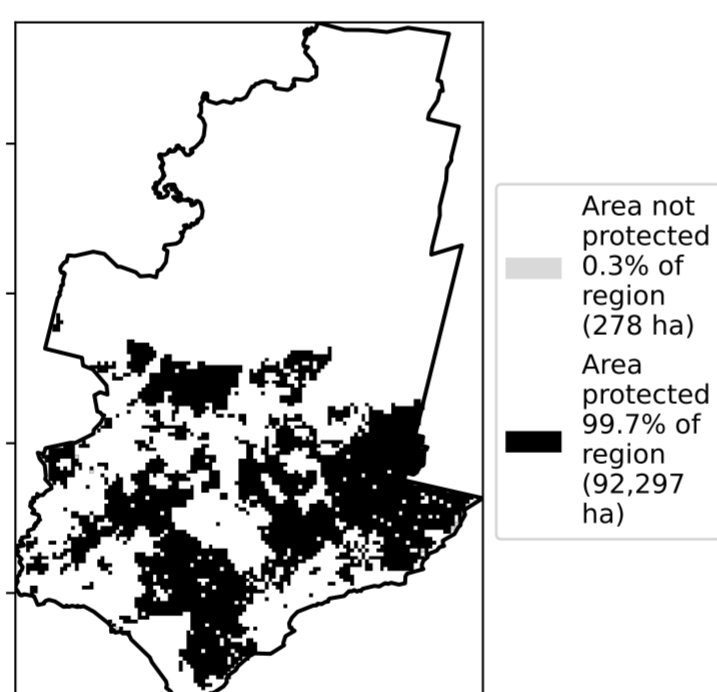 Area not
protected
0.3% of
region
(278 ha)
Area
protected
99.7% of
region
(92,297
ha)